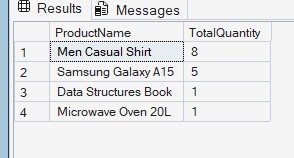 Results Messages
ProductName TotalQuantity
1 Men Casual Shirt 8
2 Samsung Galaxy A15 5
3 Data Structures Book 1
4 Microwave Oven 20L 1